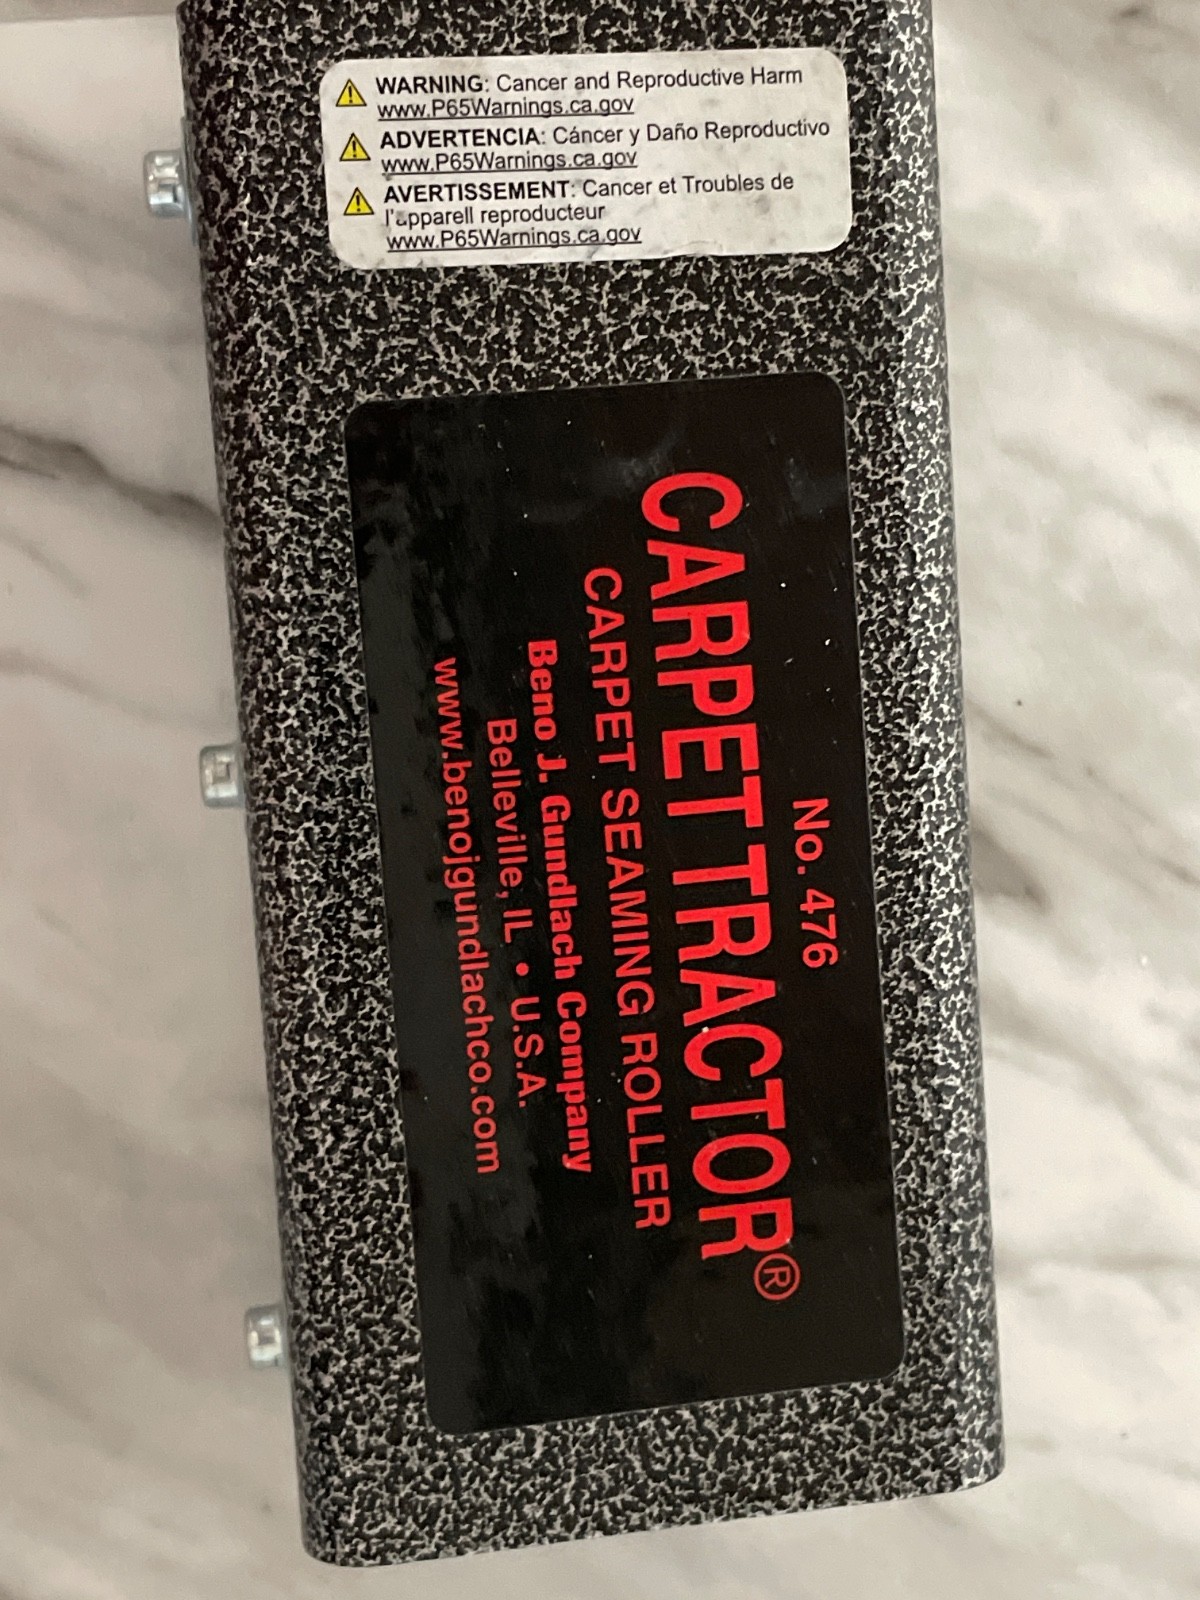 WARNING: Cancer and Reproductive Harm
www.P65Warnings.ca.gov
ADVERTENCIA: Cáncer y Daño Reproductivo
www.P65Warnings.ca.gov
AVERTISSEMENT: Cancer et Troubles de
l'apparell reproducteur
www.P65Warnings.ca.gov
No. 476
CARPET TRACTOR®
CARPET SEAMING ROLLER
Beno J. Gundlach Company
Belleville, IL • U.S.A.
www.benojgundlachco.com